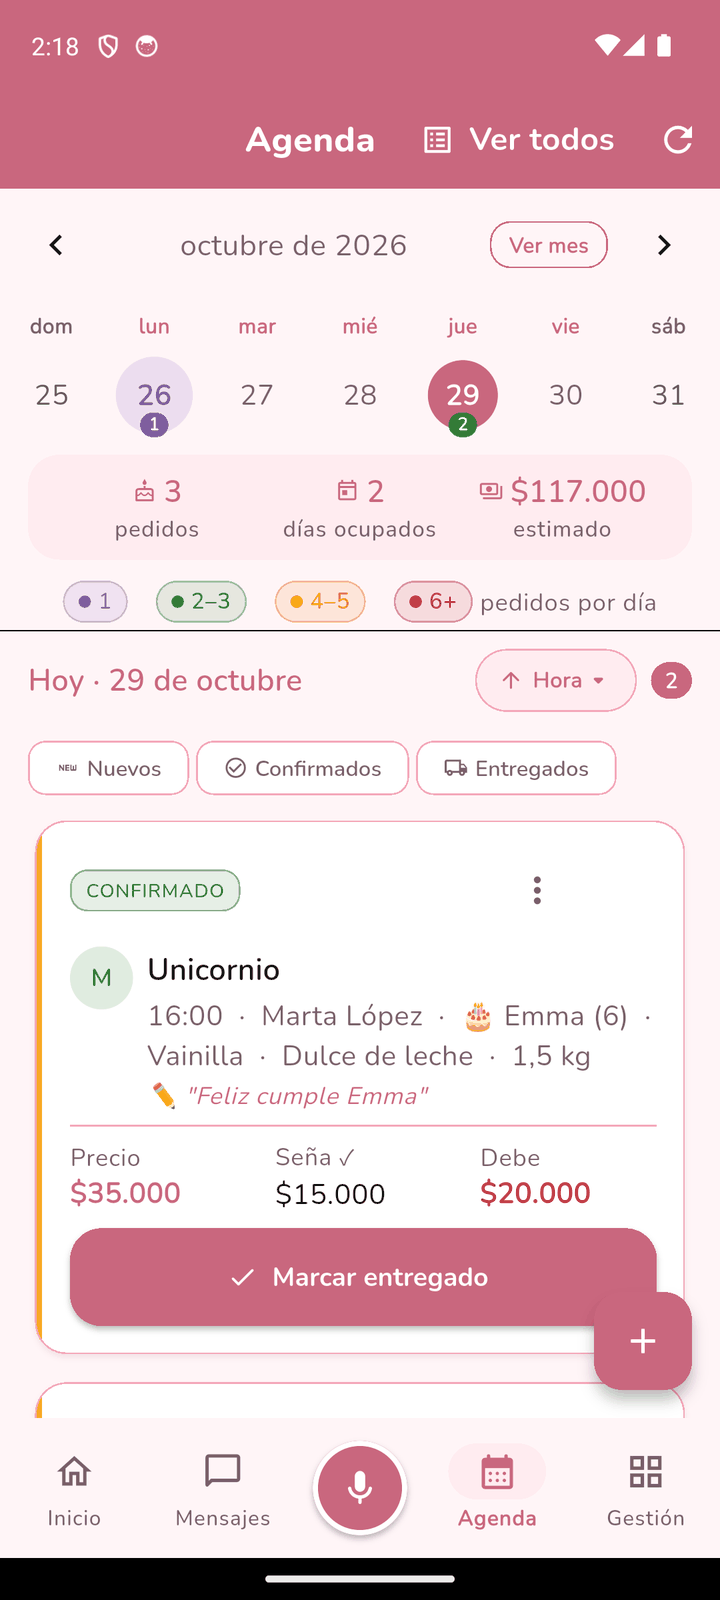 2:18
Agenda Ver todos
octubre de 2026 Ver mes
dom lun mar mié jue vie sáb
25 26 27 28 29 30 31
1 2
3 2 $117.000
pedidos días ocupados estimado
1 2–3 4–5 6+ pedidos por día
Hoy · 29 de octubre Hora 2
NEW Nuevos Confirmados Entregados
CONFIRMADO
M Unicornio
16:00 · Marta López · 🎂 Emma (6) ·
Vainilla · Dulce de leche · 1,5 kg
✏️ "Feliz cumple Emma"
Precio Seña ✓ Debe
$35.000 $15.000 $20.000
Marcar entregado
Inicio Mensajes Agenda Gestión